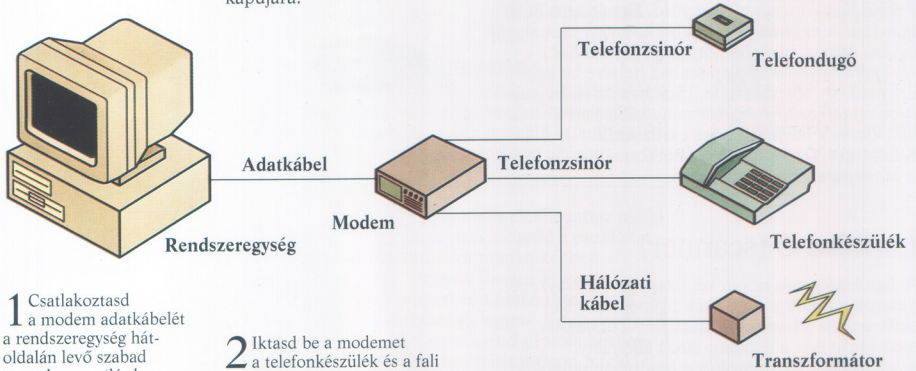 kapujára.
Telefonzsinór
Telefondugó
Adatkábel
Telefonzsinór
Modem
Rendszeregység
Telefonkészülék
Hálózati
kábel
Transzformátor
1 Csatlakoztasd
a modem adatkábelét
a rendszeregység hát-
oldalán levő szabad
2 Iktasd be a modemet
a telefonkészülék és a fali